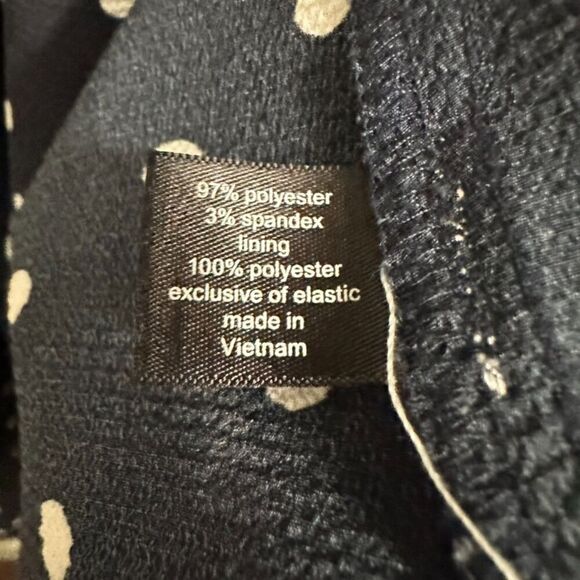 97% polyester
3% spandex
lining
100% polyester
exclusive of elastic
made in
Vietnam